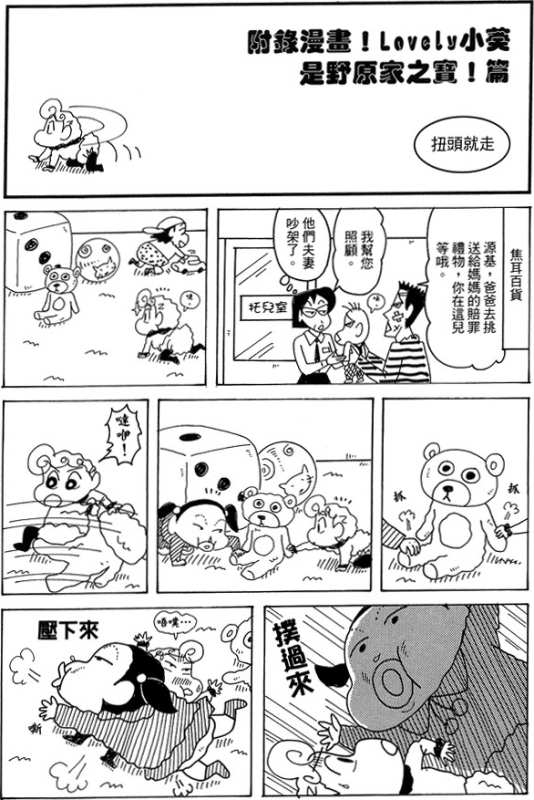 附錄漫畫！Lovely小葵
是野原家之寶！篇
扭頭就走
焦耳百貨
源基，爸爸去挑
送給媽媽的賠罪
禮物，你在這兒
等哦。
我幫您
照顧。
他們夫妻
吵架了。
托兒室
噠咿！
抓
抓
撲過來
壓下來
嘶